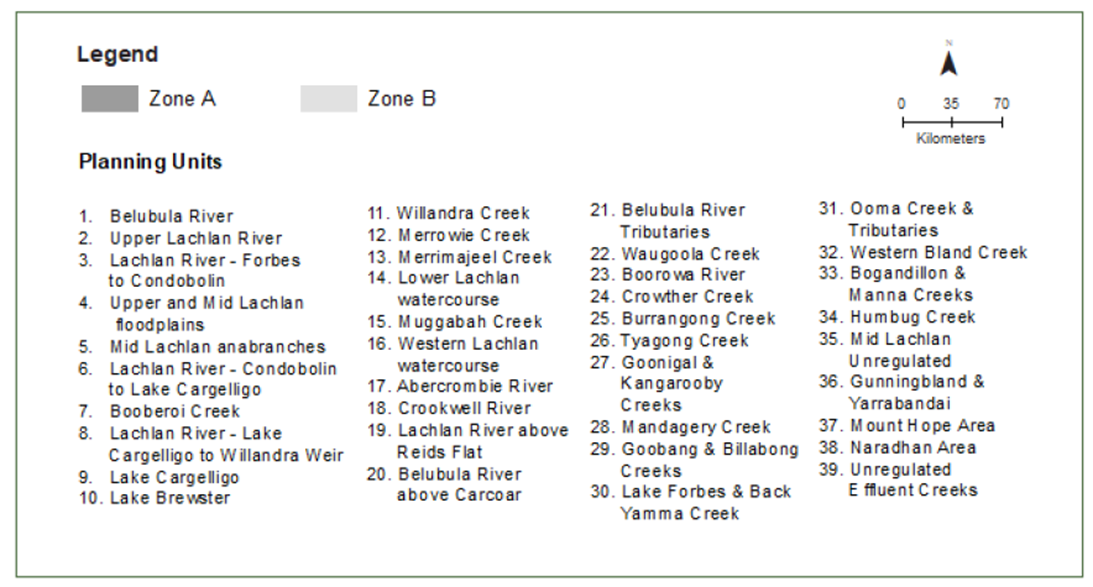 Legend
Zone A
Zone B
N
0 35 70
Kilometers
Planning Units
1. Belubula River
2. Upper Lachlan River
3. Lachlan River - Forbes
to Condobolin
4. Upper and Mid Lachlan
floodplains
5. Mid Lachlan anabranches
6. Lachlan River - Condobolin
to Lake Cargelligo
7. Booberoi Creek
8. Lachlan River - Lake
Cargelligo to Willandra Weir
9. Lake Cargelligo
10. Lake Brewster
11. Willandra Creek
12. Merrowie Creek
13. Merrimajeel Creek
14. Lower Lachlan
watercourse
15. Muggabah Creek
16. Western Lachlan
watercourse
17. Abercrombie River
18. Crookwell River
19. Lachlan River above
Reids Flat
20. Belubula River
above Carcoar
21. Belubula River
Tributaries
22. Waugoola Creek
23. Boorowa River
24. Crowther Creek
25. Burrangong Creek
26. Tyagong Creek
27. Goonigal &
Kangarooby
Creeks
28. Mandagery Creek
29. Goobang & Billabong
Creeks
30. Lake Forbes & Back
Yamma Creek
31. Ooma Creek &
Tributaries
32. Western Bland Creek
33. Bogandillon &
Manna Creeks
34. Humbug Creek
35. Mid Lachlan
Unregulated
36. Gunningbland &
Yarrabandai
37. Mount Hope Area
38. Naradhan Area
39. Unregulated
Effluent Creeks